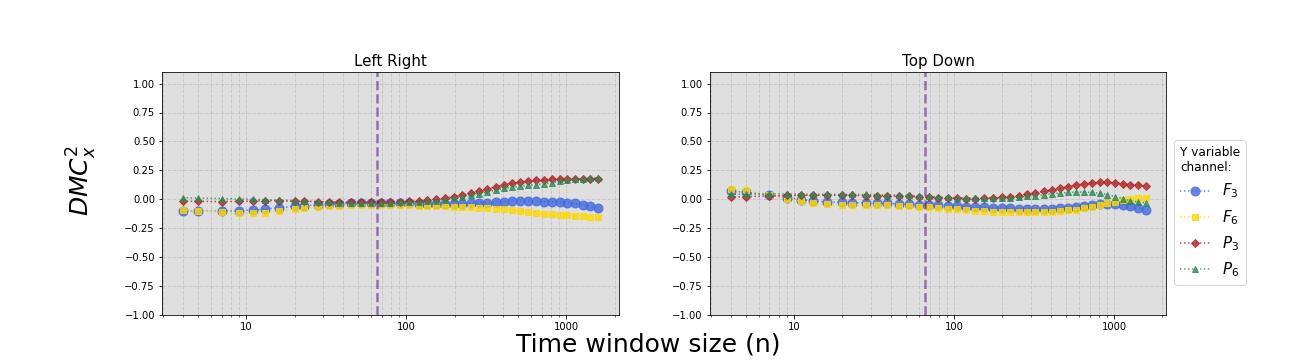 Left Right
Top Down
1.00
0.75
0.50
0.25
0.00
−0.25
−0.50
−0.75
−1.00
10
100
1000
1.00
0.75
0.50
0.25
0.00
−0.25
−0.50
−0.75
−1.00
10
100
1000
DMC²ₓ
Time window size (n)
Y variable
channel:
F₃
F₆
P₃
P₆